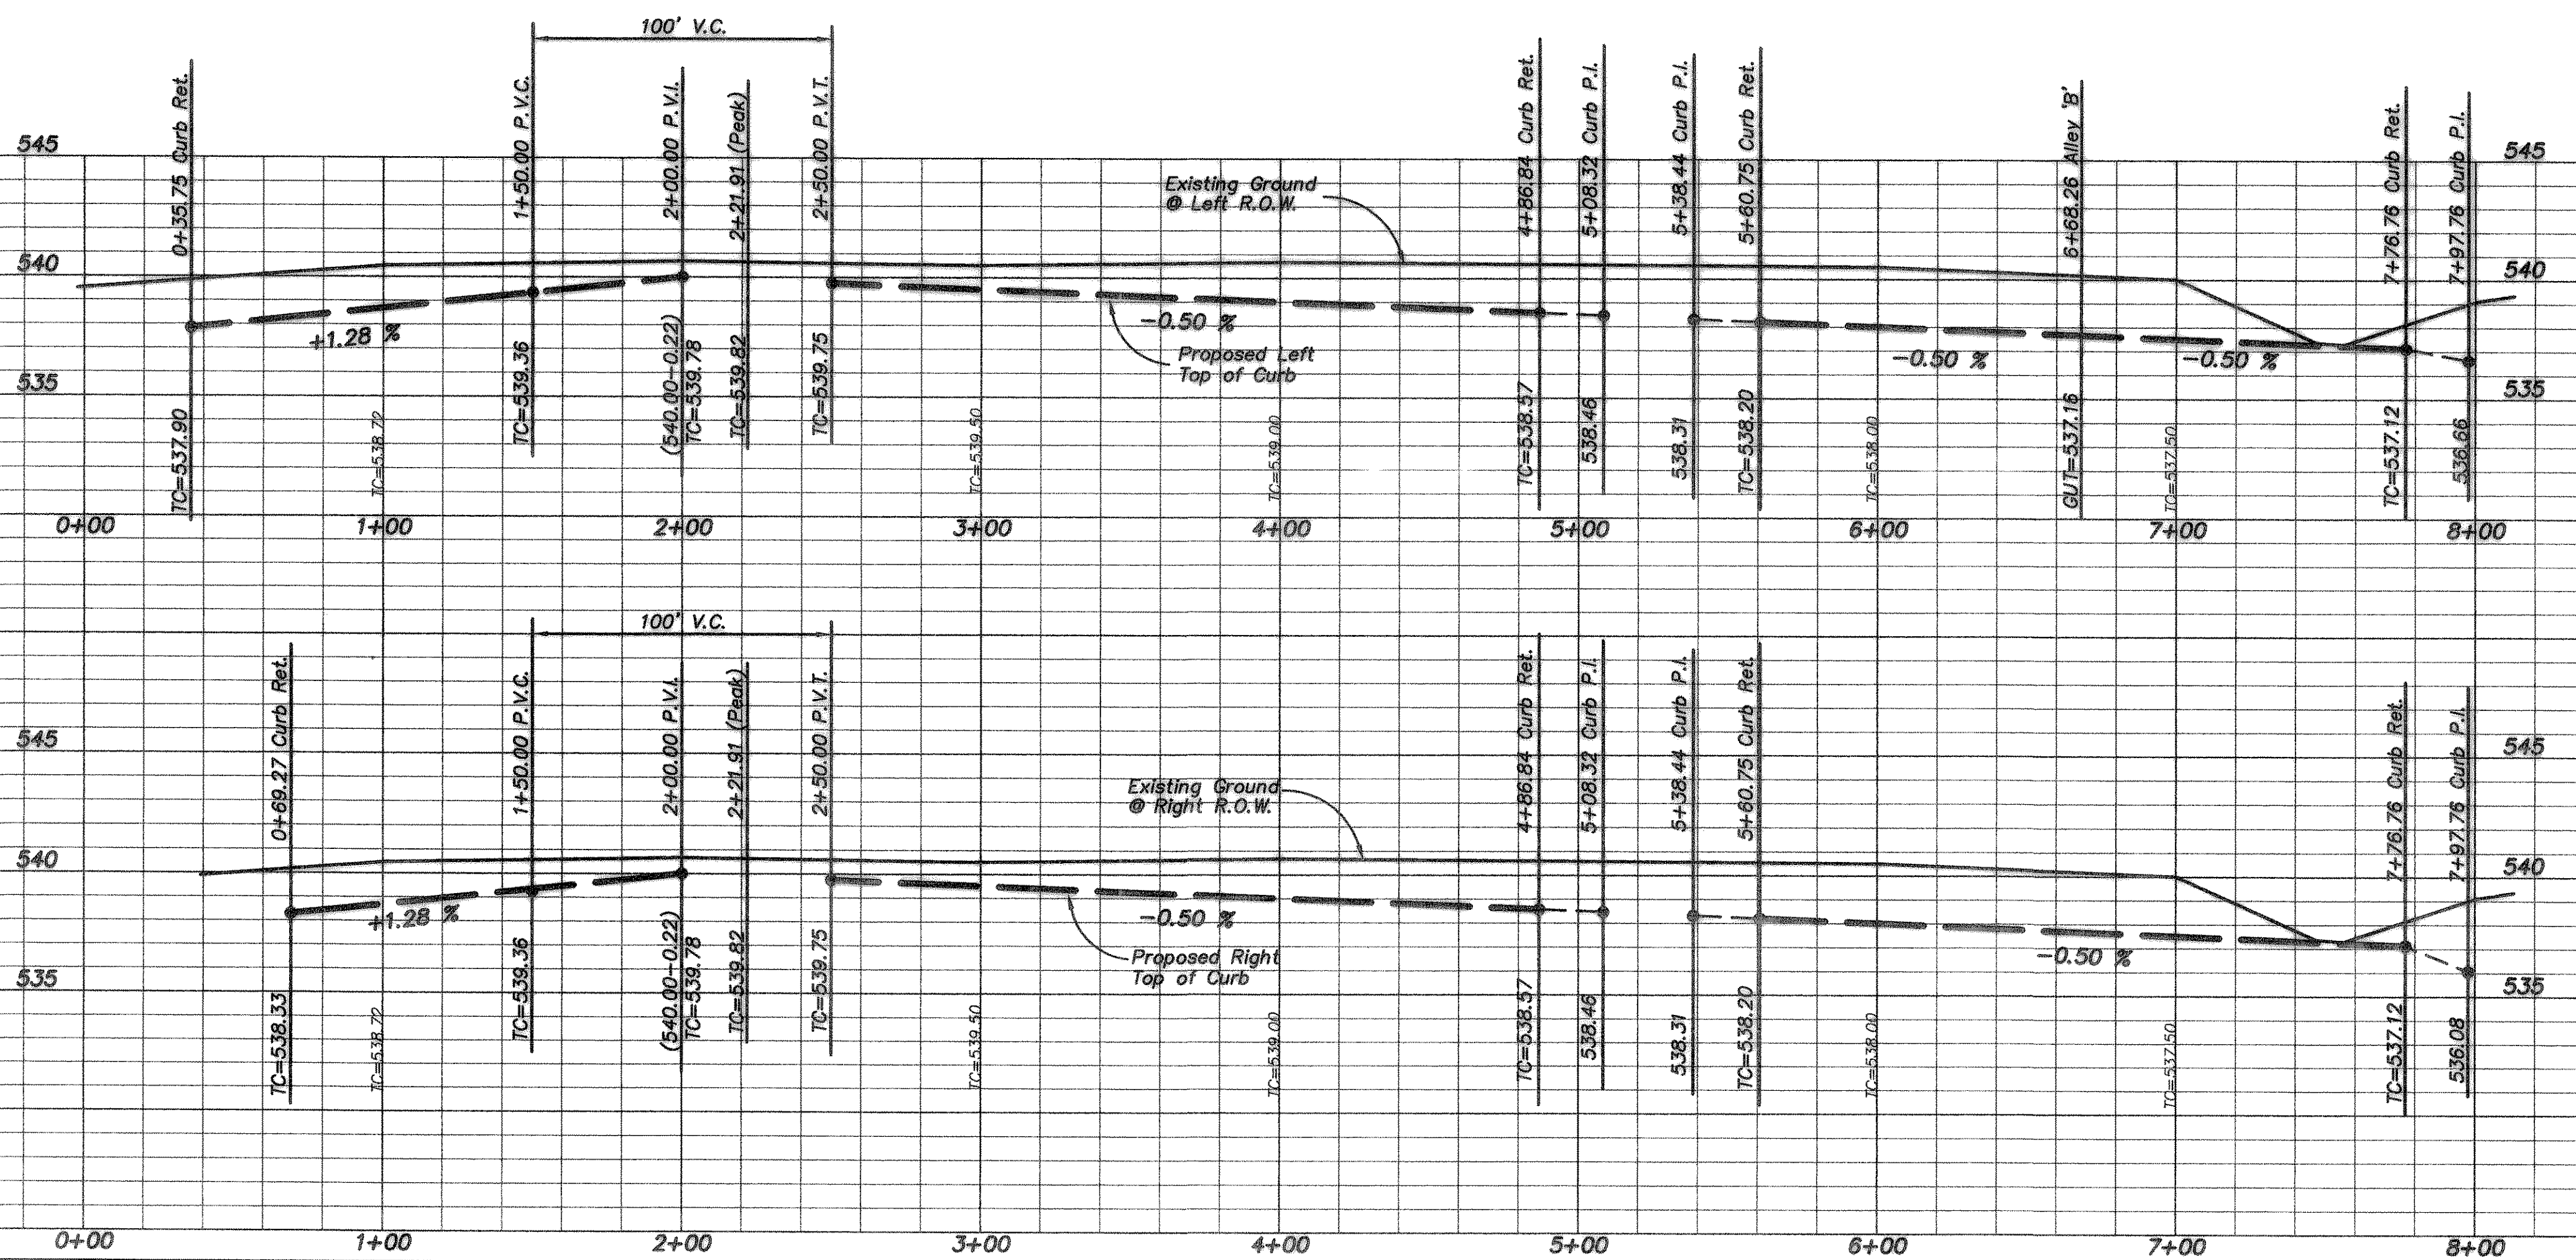 100' V.C.
0+35.75 Curb Ret.
1+50.00 P.V.C.
2+00.00 P.V.I.
2+21.91 (Peak)
2+50.00 P.V.T.
4+86.84 Curb Ret.
5+08.32 Curb P.I.
5+38.44 Curb P.I.
5+60.75 Curb Ret.
6+68.26 Alley 'B'
7+76.76 Curb Ret.
7+97.76 Curb P.I.
545
545
Existing Ground
@ Left R.O.W.
540
540
+1.28 %
-0.50 %
Proposed Left
Top of Curb
-0.50 %
-0.50 %
535
535
TC=537.90
TC=538.72
TC=539.36
(540.00-0.22)
TC=539.78
TC=539.82
TC=539.75
TC=539.50
TC=539.00
TC=538.57
538.46
538.31
TC=538.20
TC=538.00
GUT=537.16
TC=537.50
TC=537.12
536.66
0+00 1+00 2+00 3+00 4+00 5+00 6+00 7+00 8+00
100' V.C.
0+69.27 Curb Ret.
1+50.00 P.V.C.
2+00.00 P.V.I.
2+21.91 (Peak)
2+50.00 P.V.T.
4+86.84 Curb Ret.
5+08.32 Curb P.I.
5+38.44 Curb P.I.
5+60.75 Curb Ret.
7+76.76 Curb Ret.
7+97.76 Curb P.I.
545
545
Existing Ground
@ Right R.O.W.
540
540
+1.28 %
-0.50 %
Proposed Right
Top of Curb
-0.50 %
535
535
TC=538.33
TC=538.72
TC=539.36
(540.00-0.22)
TC=539.78
TC=539.82
TC=539.75
TC=539.50
TC=539.00
TC=538.57
538.46
538.31
TC=538.20
TC=538.00
TC=537.50
TC=537.12
536.08
0+00 1+00 2+00 3+00 4+00 5+00 6+00 7+00 8+00